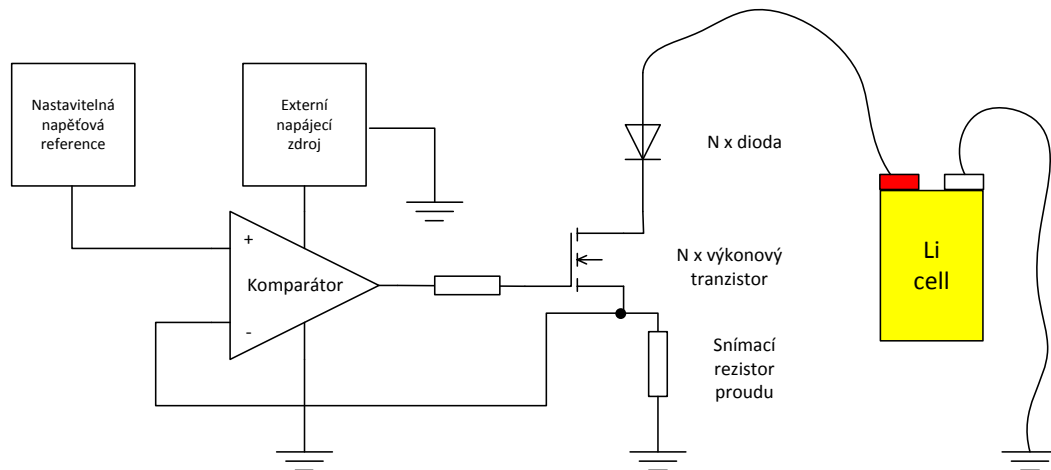 Nastavitelná
napěťová
reference
Externí
napájecí
zdroj
N x dioda
+
Komparátor
-
N x výkonový
tranzistor
Li
cell
Snímací
rezistor
proudu